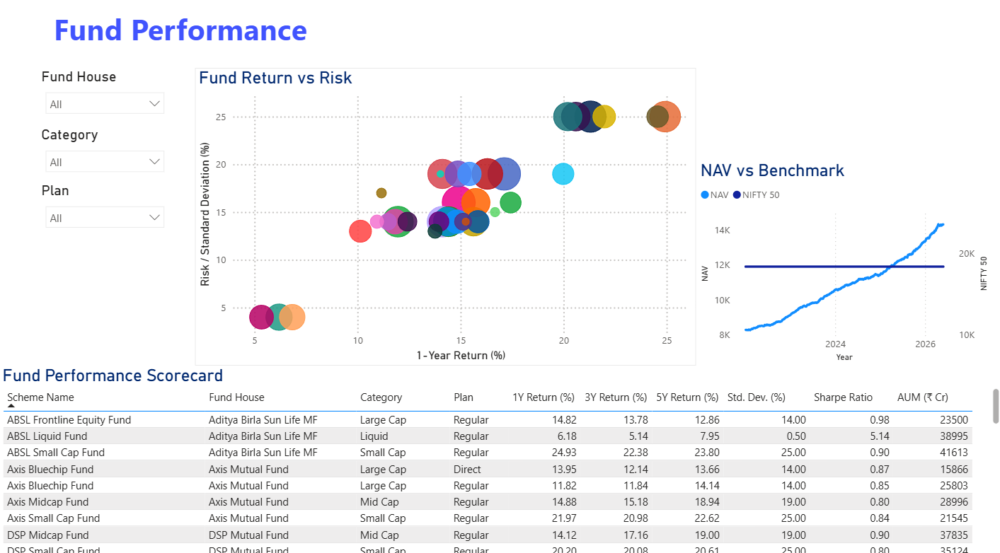 Fund Performance
Fund House
All
Category
All
Plan
All
Fund Return vs Risk
Risk / Standard Deviation (%)
25
20
15
10
5
5 10 15 20 25
1-Year Return (%)
NAV vs Benchmark
NAV NIFTY 50
NAV
14K
12K
10K
8K
20K
10K
NIFTY 50
2024 2026
Year
Fund Performance Scorecard
Scheme Name Fund House Category Plan 1Y Return (%) 3Y Return (%) 5Y Return (%) Std. Dev. (%) Sharpe Ratio AUM (₹ Cr)
ABSL Frontline Equity Fund Aditya Birla Sun Life MF Large Cap Regular 14.82 13.78 12.86 14.00 0.98 23500
ABSL Liquid Fund Aditya Birla Sun Life MF Liquid Regular 6.18 5.14 7.95 0.50 5.14 38995
ABSL Small Cap Fund Aditya Birla Sun Life MF Small Cap Regular 24.93 22.38 23.80 25.00 0.90 41613
Axis Bluechip Fund Axis Mutual Fund Large Cap Direct 13.95 12.14 13.66 14.00 0.87 15866
Axis Bluechip Fund Axis Mutual Fund Large Cap Regular 11.82 11.84 14.14 14.00 0.85 25803
Axis Midcap Fund Axis Mutual Fund Mid Cap Regular 14.88 15.18 18.94 19.00 0.80 28996
Axis Small Cap Fund Axis Mutual Fund Small Cap Regular 21.97 20.98 22.62 25.00 0.84 21545
DSP Midcap Fund DSP Mutual Fund Mid Cap Regular 14.12 17.16 19.00 19.00 0.90 37835
DSP Small Cap Fund DSP Mutual Fund Small Cap Regular 20.20 20.08 20.61 25.00 0.80 35124